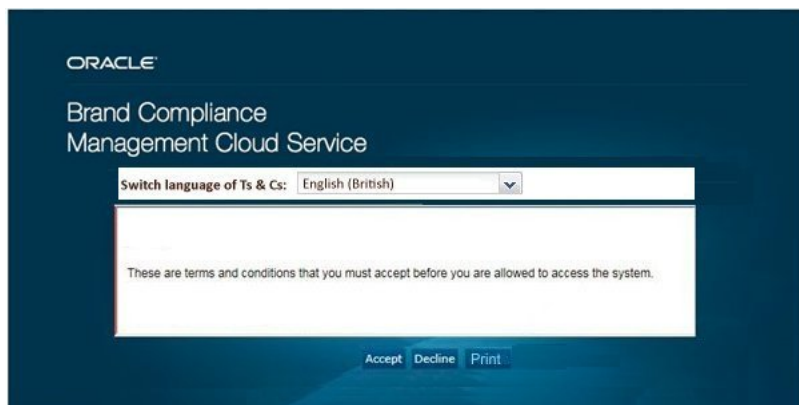 ORACLE
Brand Compliance
Management Cloud Service
Switch language of Ts & Cs: English (British)
These are terms and conditions that you must accept before you are allowed to access the system.
Accept Decline Print